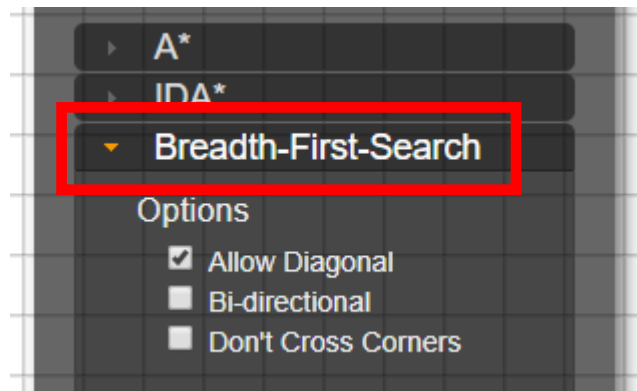 A*
IDA*
Breadth-First-Search
Options
Allow Diagonal
Bi-directional
Don't Cross Corners